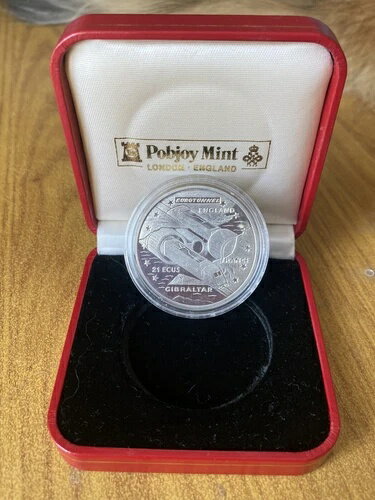 Pobjoy Mint
LONDON · ENGLAND
EUROTUNNEL
ENGLAND
FRANCE
21 ECUS
GIBRALTAR